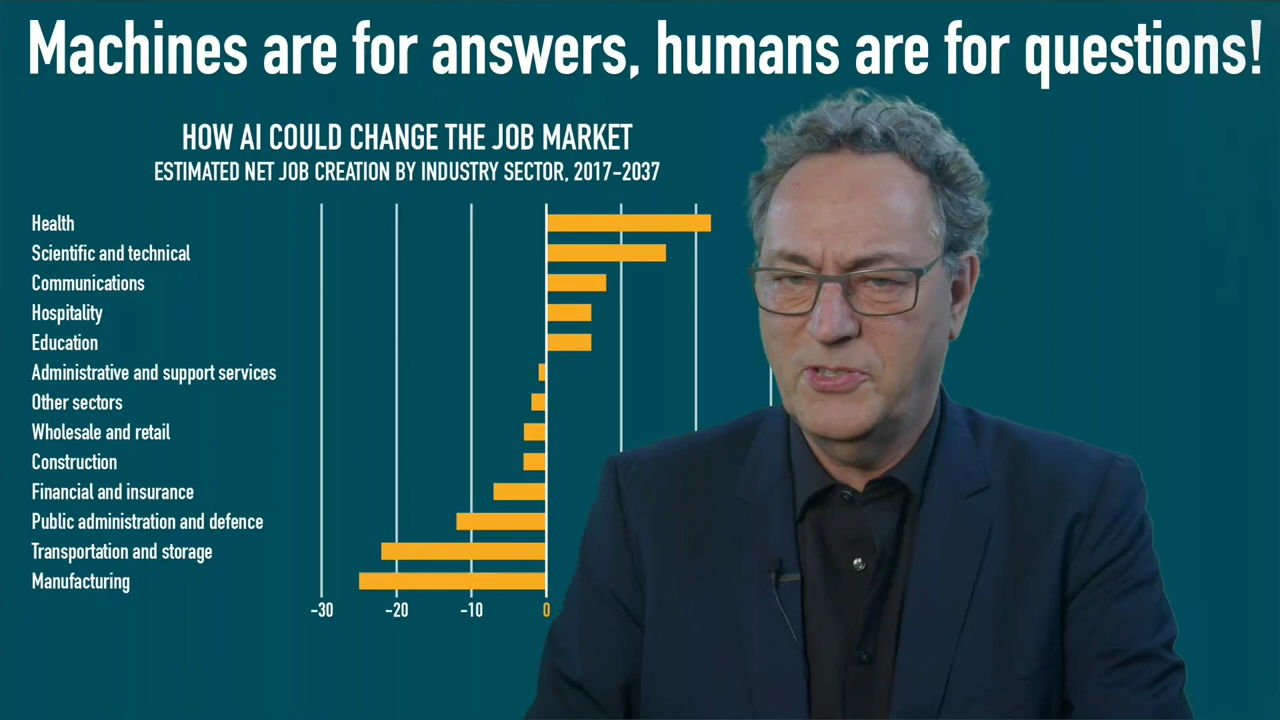 Machines are for answers, humans are for questions!
HOW AI COULD CHANGE THE JOB MARKET
ESTIMATED NET JOB CREATION BY INDUSTRY SECTOR, 2017-2037
Health
Scientific and technical
Communications
Hospitality
Education
Administrative and support services
Other sectors
Wholesale and retail
Construction
Financial and insurance
Public administration and defence
Transportation and storage
Manufacturing
-30 -20 -10 0